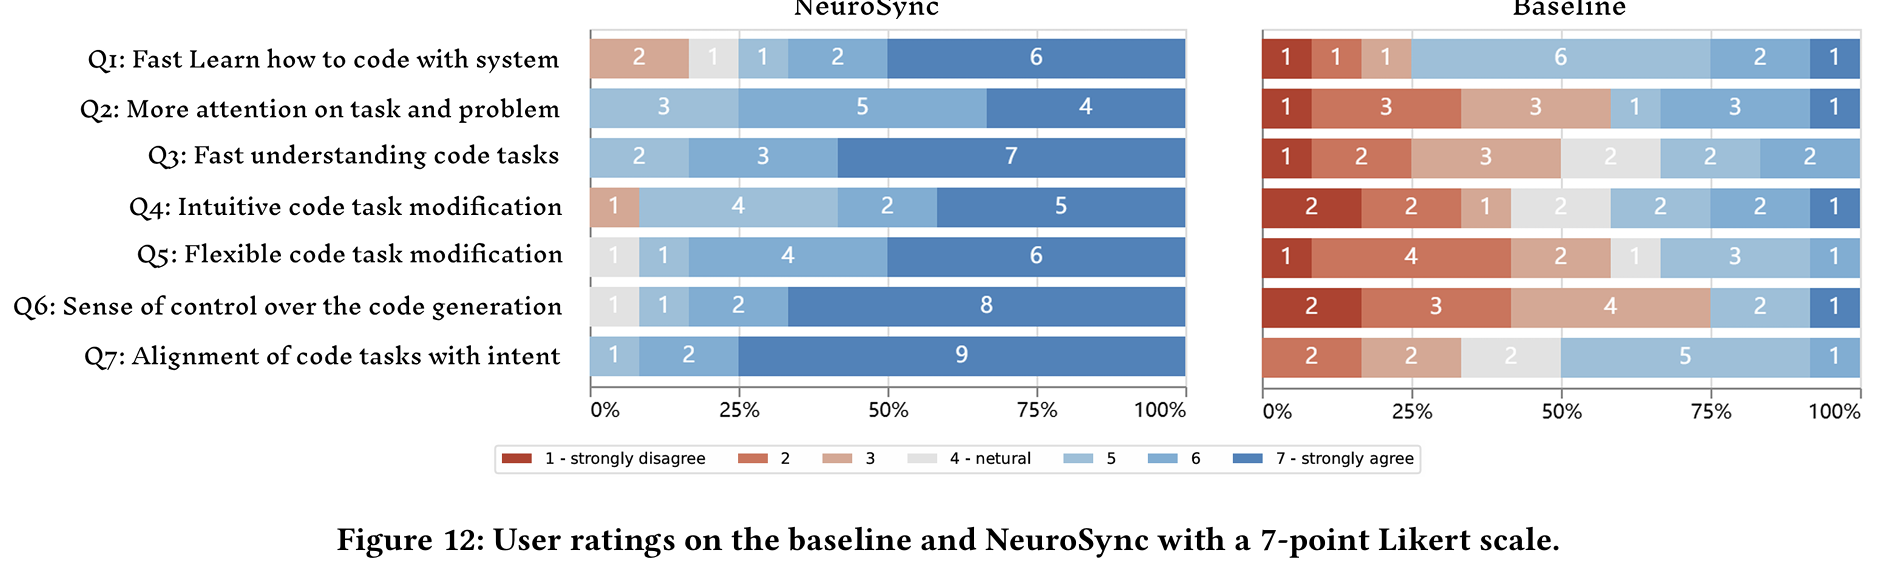 NeuroSync Baseline
Q1: Fast Learn how to code with system 2 1 1 2 6 1 1 1 6 2 1
Q2: More attention on task and problem 3 5 4 1 3 3 1 3 1
Q3: Fast understanding code tasks 2 3 7 1 2 3 2 2 2
Q4: Intuitive code task modification 1 4 2 5 2 2 1 2 2 2 1
Q5: Flexible code task modification 1 1 4 6 1 4 2 1 3 1
Q6: Sense of control over the code generation 1 1 2 8 2 3 4 2 1
Q7: Alignment of code tasks with intent 1 2 9 2 2 2 5 1
0% 25% 50% 75% 100% 0% 25% 50% 75% 100%
1 - strongly disagree 2 3 4 - netural 5 6 7 - strongly agree
Figure 12: User ratings on the baseline and NeuroSync with a 7-point Likert scale.